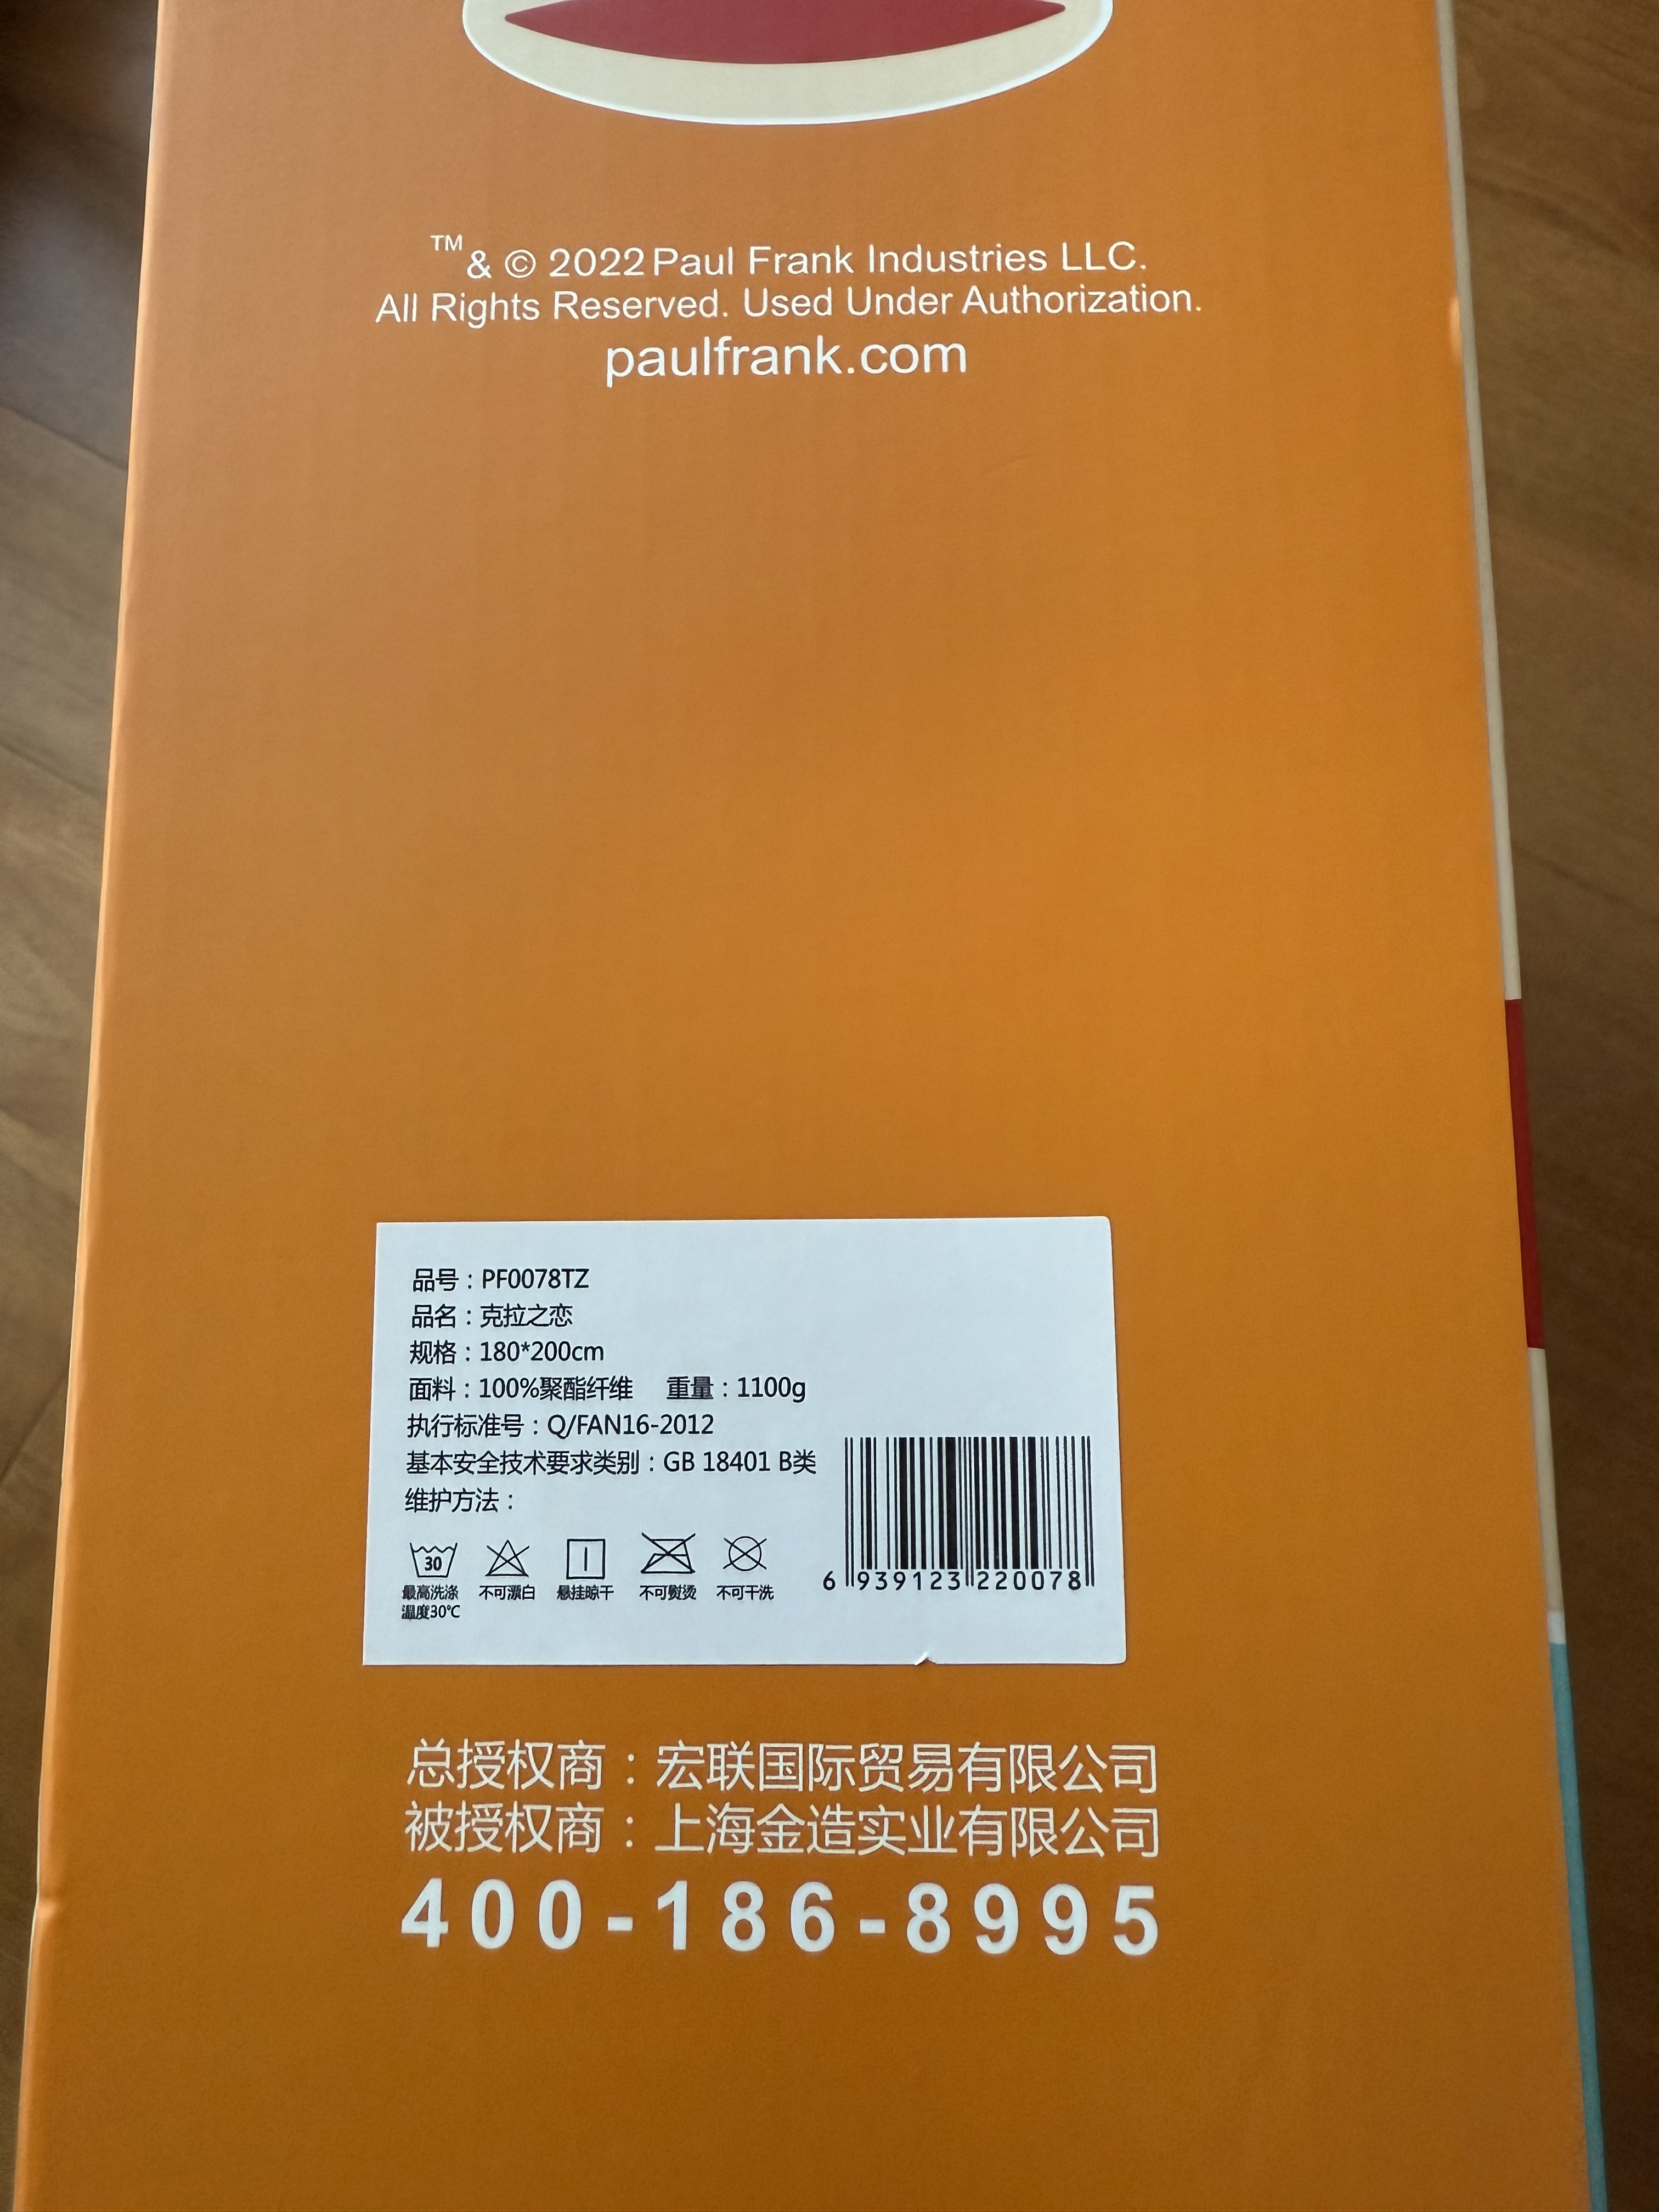 ™& © 2022 Paul Frank Industries LLC.
All Rights Reserved. Used Under Authorization.
paulfrank.com
品号：PF0078TZ
品名：克拉之恋
规格：180*200cm
面料：100%聚酯纤维 重量：1100g
执行标准号：Q/FAN16-2012
基本安全技术要求类别：GB 18401 B类
维护方法：
30
最高洗涤 不可漂白 悬挂晾干 不可熨烫 不可干洗
温度30℃
6 939123 220078
总授权商：宏联国际贸易有限公司
被授权商：上海金造实业有限公司
400-186-8995